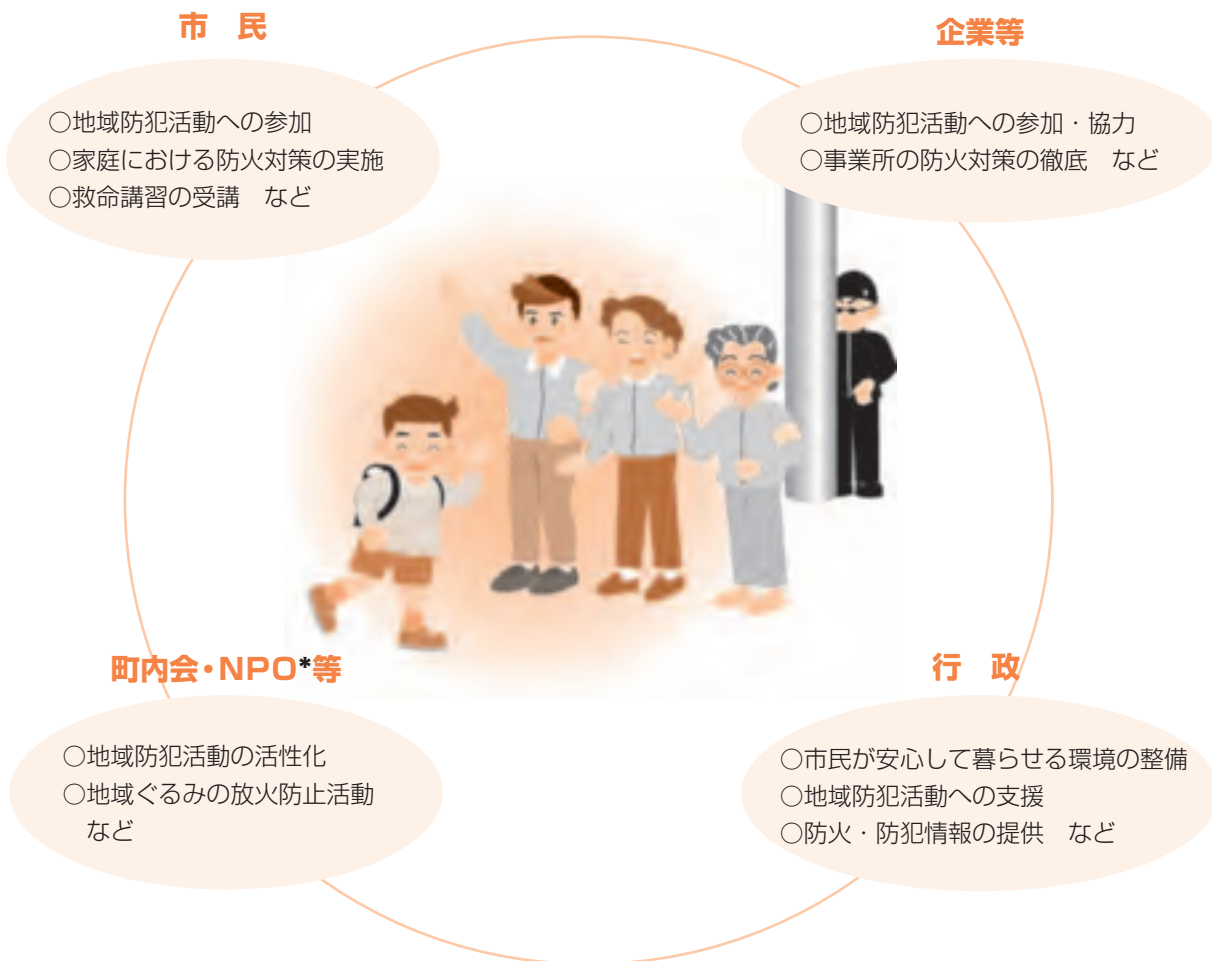 市 民
○地域防犯活動への参加
○家庭における防火対策の実施
○救命講習の受講 など
企業等
○地域防犯活動への参加・協力
○事業所の防火対策の徹底 など
町内会・NPO*等
○地域防犯活動の活性化
○地域ぐるみの放火防止活動
など
行 政
○市民が安心して暮らせる環境の整備
○地域防犯活動への支援
○防火・防犯情報の提供 など